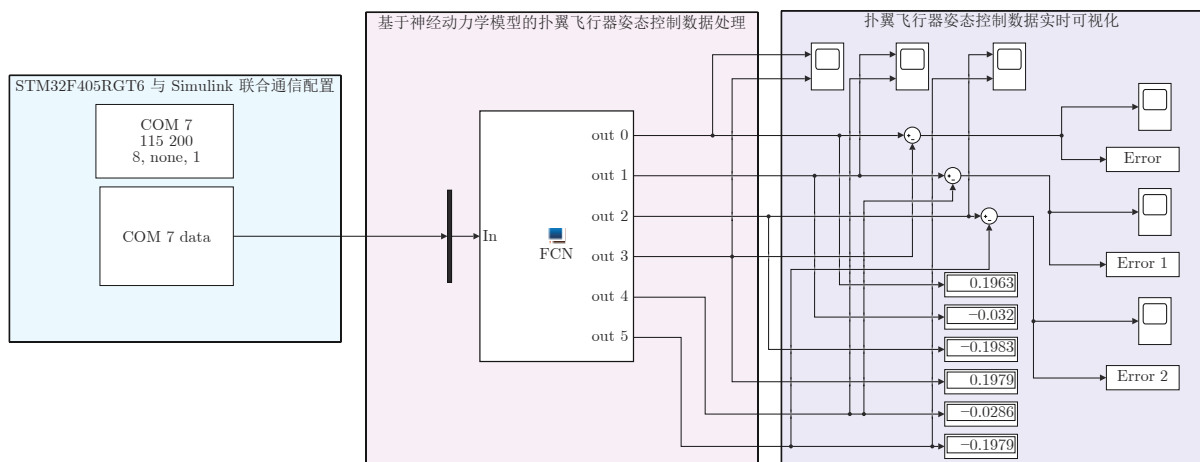 STM32F405RGT6 与 Simulink 联合通信配置
COM 7
115 200
8, none, 1
COM 7 data
基于神经动力学模型的扑翼飞行器姿态控制数据处理
In
FCN
out 0
out 1
out 2
out 3
out 4
out 5
扑翼飞行器姿态控制数据实时可视化
Error
Error 1
Error 2
0.1963
−0.032
−0.1983
0.1979
−0.0286
−0.1979